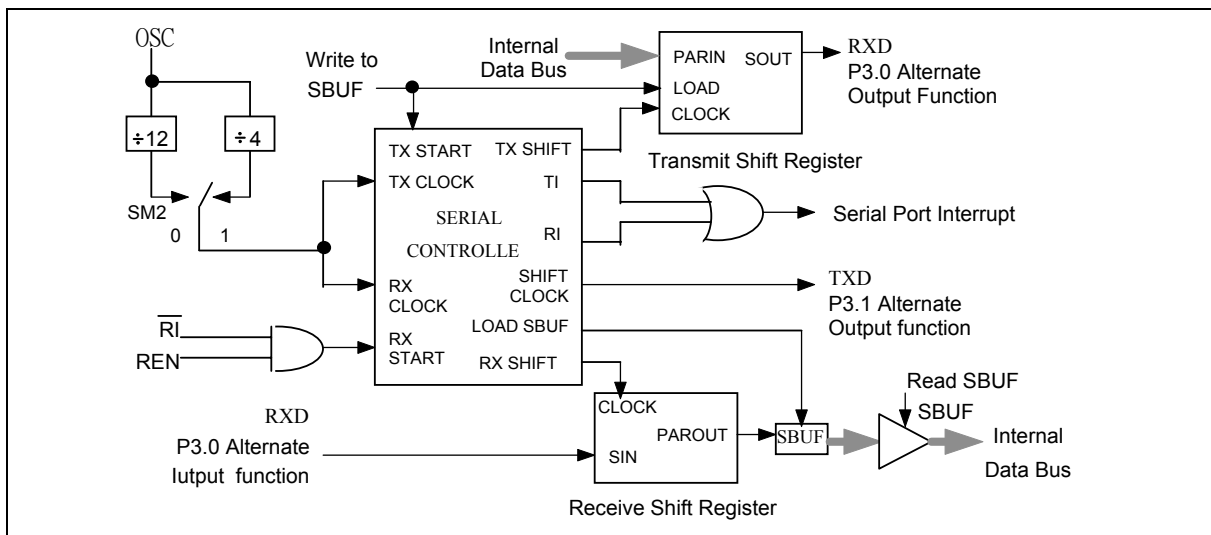 OSC
÷12
÷4
SM2
0 1
Write to
SBUF
Internal
Data Bus
PARIN
SOUT
LOAD
CLOCK
RXD
P3.0 Alternate
Output Function
Transmit Shift Register
TX START
TX SHIFT
TX CLOCK
TI
SERIAL
CONTROLLE
RI
RX
CLOCK
SHIFT
CLOCK
LOAD SBUF
RX
START
RX SHIFT
Serial Port Interrupt
TXD
P3.1 Alternate
Output function
R̅I̅
REN
RXD
P3.0 Alternate
Iutput function
CLOCK
PAROUT
SIN
Receive Shift Register
SBUF
Read SBUF
SBUF
Internal
Data Bus